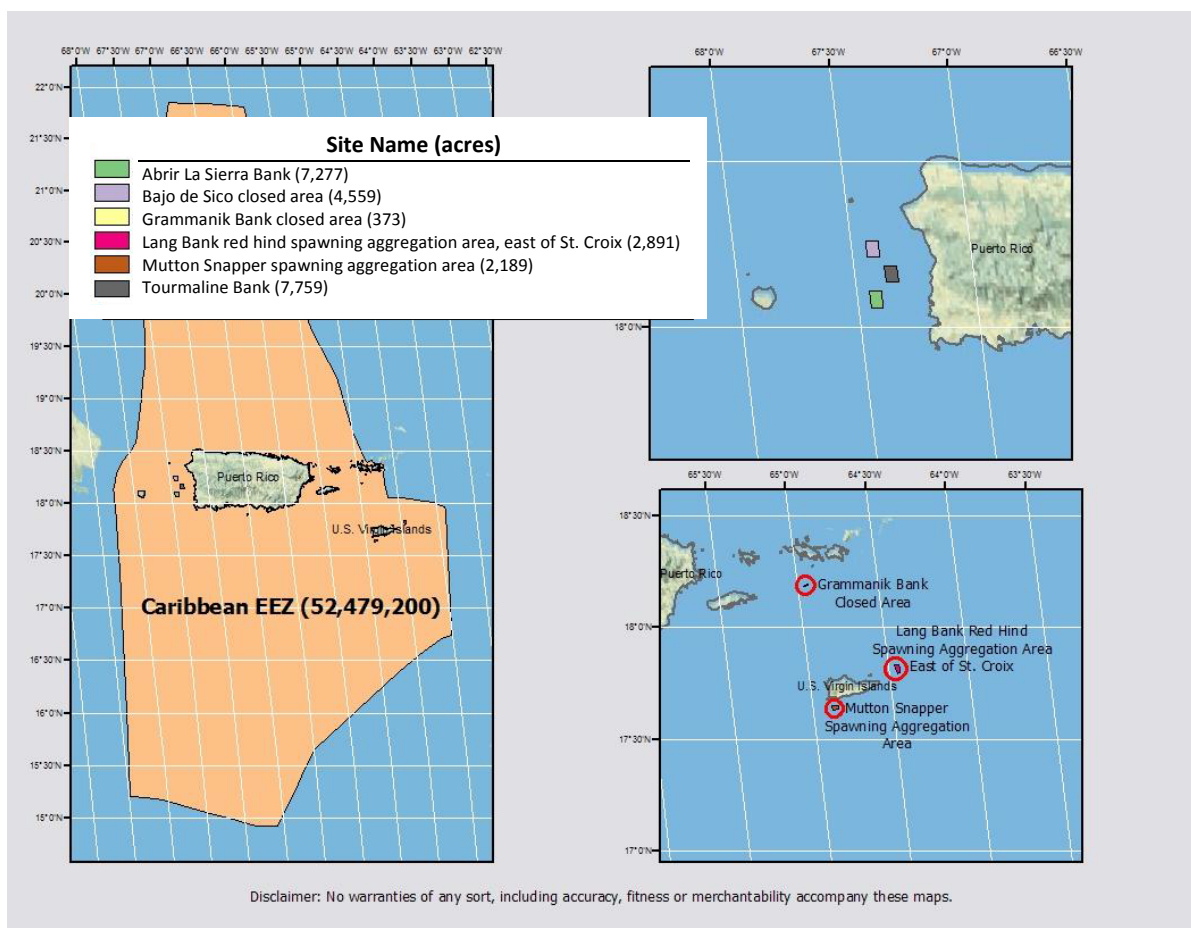 68°0'W 67°30'W 67°0'W 66°30'W 66°0'W 65°30'W 65°0'W 64°30'W 64°0'W 63°30'W 63°0'W 62°30'W
22°0'N
21°30'N
21°0'N
20°30'N
20°0'N
19°30'N
19°0'N
18°30'N
18°0'N
17°30'N
17°0'N
16°30'N
16°0'N
15°30'N
15°0'N
Site Name (acres)
Abrir La Sierra Bank (7,277)
Bajo de Sico closed area (4,559)
Grammanik Bank closed area (373)
Lang Bank red hind spawning aggregation area, east of St. Croix (2,891)
Mutton Snapper spawning aggregation area (2,189)
Tourmaline Bank (7,759)
Puerto Rico
U.S. Virgin Islands
Caribbean EEZ (52,479,200)
68°0'W 67°30'W 67°0'W 66°30'W
18°0'N
Puerto Rico
65°30'W 65°0'W 64°30'W 64°0'W 63°30'W
18°30'N
18°0'N
17°30'N
17°0'N
Puerto Rico
Grammanik Bank
Closed Area
Lang Bank Red Hind
Spawning Aggregation Area
East of St. Croix
U.S. Virgin Islands
Mutton Snapper
Spawning Aggregation
Area
Disclaimer: No warranties of any sort, including accuracy, fitness or merchantability accompany these maps.